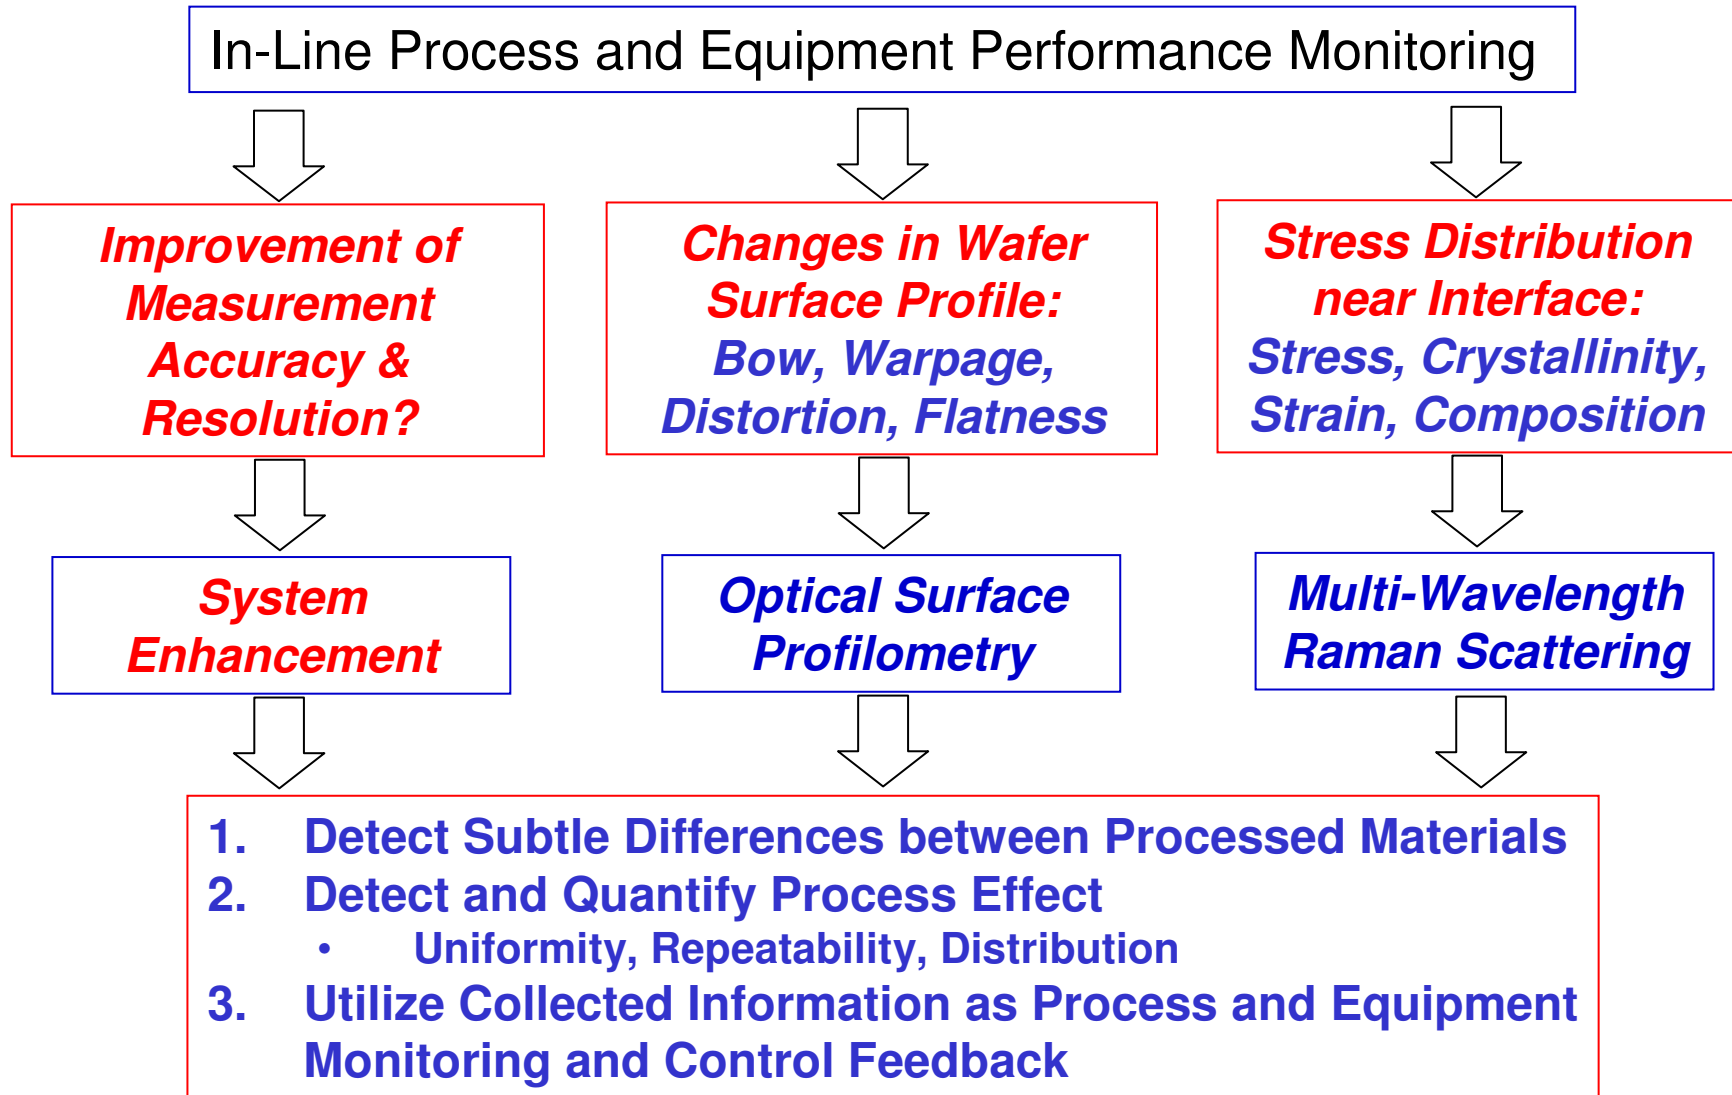 In-Line Process and Equipment Performance Monitoring
Improvement of
Measurement
Accuracy &
Resolution?
Changes in Wafer
Surface Profile:
Bow, Warpage,
Distortion, Flatness
Stress Distribution
near Interface:
Stress, Crystallinity,
Strain, Composition
System
Enhancement
Optical Surface
Profilometry
Multi-Wavelength
Raman Scattering
1. Detect Subtle Differences between Processed Materials
2. Detect and Quantify Process Effect
• Uniformity, Repeatability, Distribution
3. Utilize Collected Information as Process and Equipment
Monitoring and Control Feedback